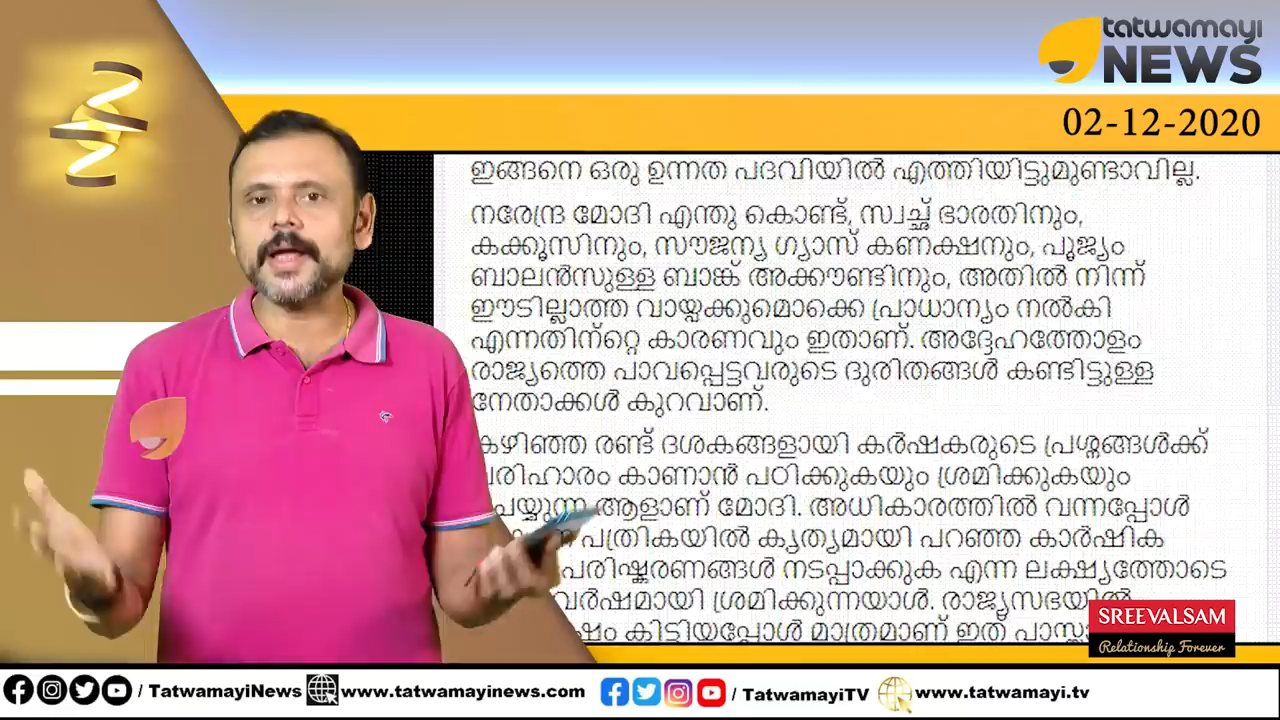 tatwamayi
NEWS
02-12-2020
ഇങ്ങനെ ഒരു ഉന്നത പദവിയിൽ എത്തിയിട്ടുമുണ്ടാവില്ല.
നരേന്ദ്ര മോദി എന്തു കൊണ്ട്, സ്വച്ഛ് ഭാരതിനും,
കക്കൂസിനും, സൗജന്യ ഗ്യാസ് കണക്ഷനും, പൂജ്യം
ബാലൻസുള്ള ബാങ്ക് അക്കൗണ്ടിനും, അതിൽ നിന്ന്
ഈടില്ലാത്ത വായ്പക്കുമൊക്കെ പ്രാധാന്യം നൽകി
എന്നതിന്റെ കാരണവും ഇതാണ്. അദ്ദേഹത്തോളം
രാജ്യത്തെ പാവപ്പെട്ടവരുടെ ദുരിതങ്ങൾ കണ്ടിട്ടുള്ള
നേതാക്കൾ കുറവാണ്.
കഴിഞ്ഞ രണ്ട് ദശകങ്ങളായി കർഷകരുടെ പ്രശ്നങ്ങൾക്ക്
പരിഹാരം കാണാൻ പഠിക്കുകയും ശ്രമിക്കുകയും
ചെയ്യുന്ന ആളാണ് മോദി. അധികാരത്തിൽ വന്നപ്പോൾ
പത്രികയിൽ കൃത്യമായി പറഞ്ഞ കാർഷിക
പരിഷ്കരണങ്ങൾ നടപ്പാക്കുക എന്ന ലക്ഷ്യത്തോടെ
വർഷമായി ശ്രമിക്കുന്നയാൾ. രാജ്യസഭയിൽ
കിട്ടിയപ്പോൾ മാത്രമാണ് ഇത്
SREEVALSAM
Relationship Forever
/ TatwamayiNews www.tatwamayinews.com / TatwamayiTV www.tatwamayi.tv